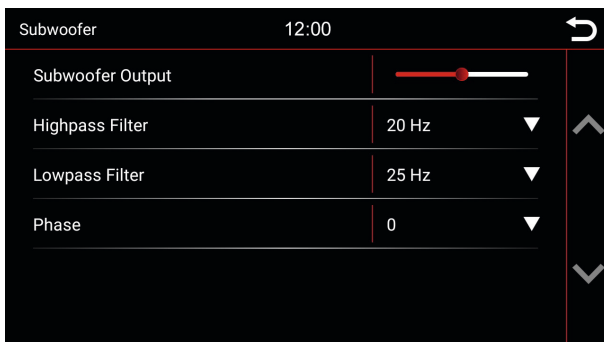 Subwoofer 12:00
Subwoofer Output
Highpass Filter 20 Hz
Lowpass Filter 25 Hz
Phase 0